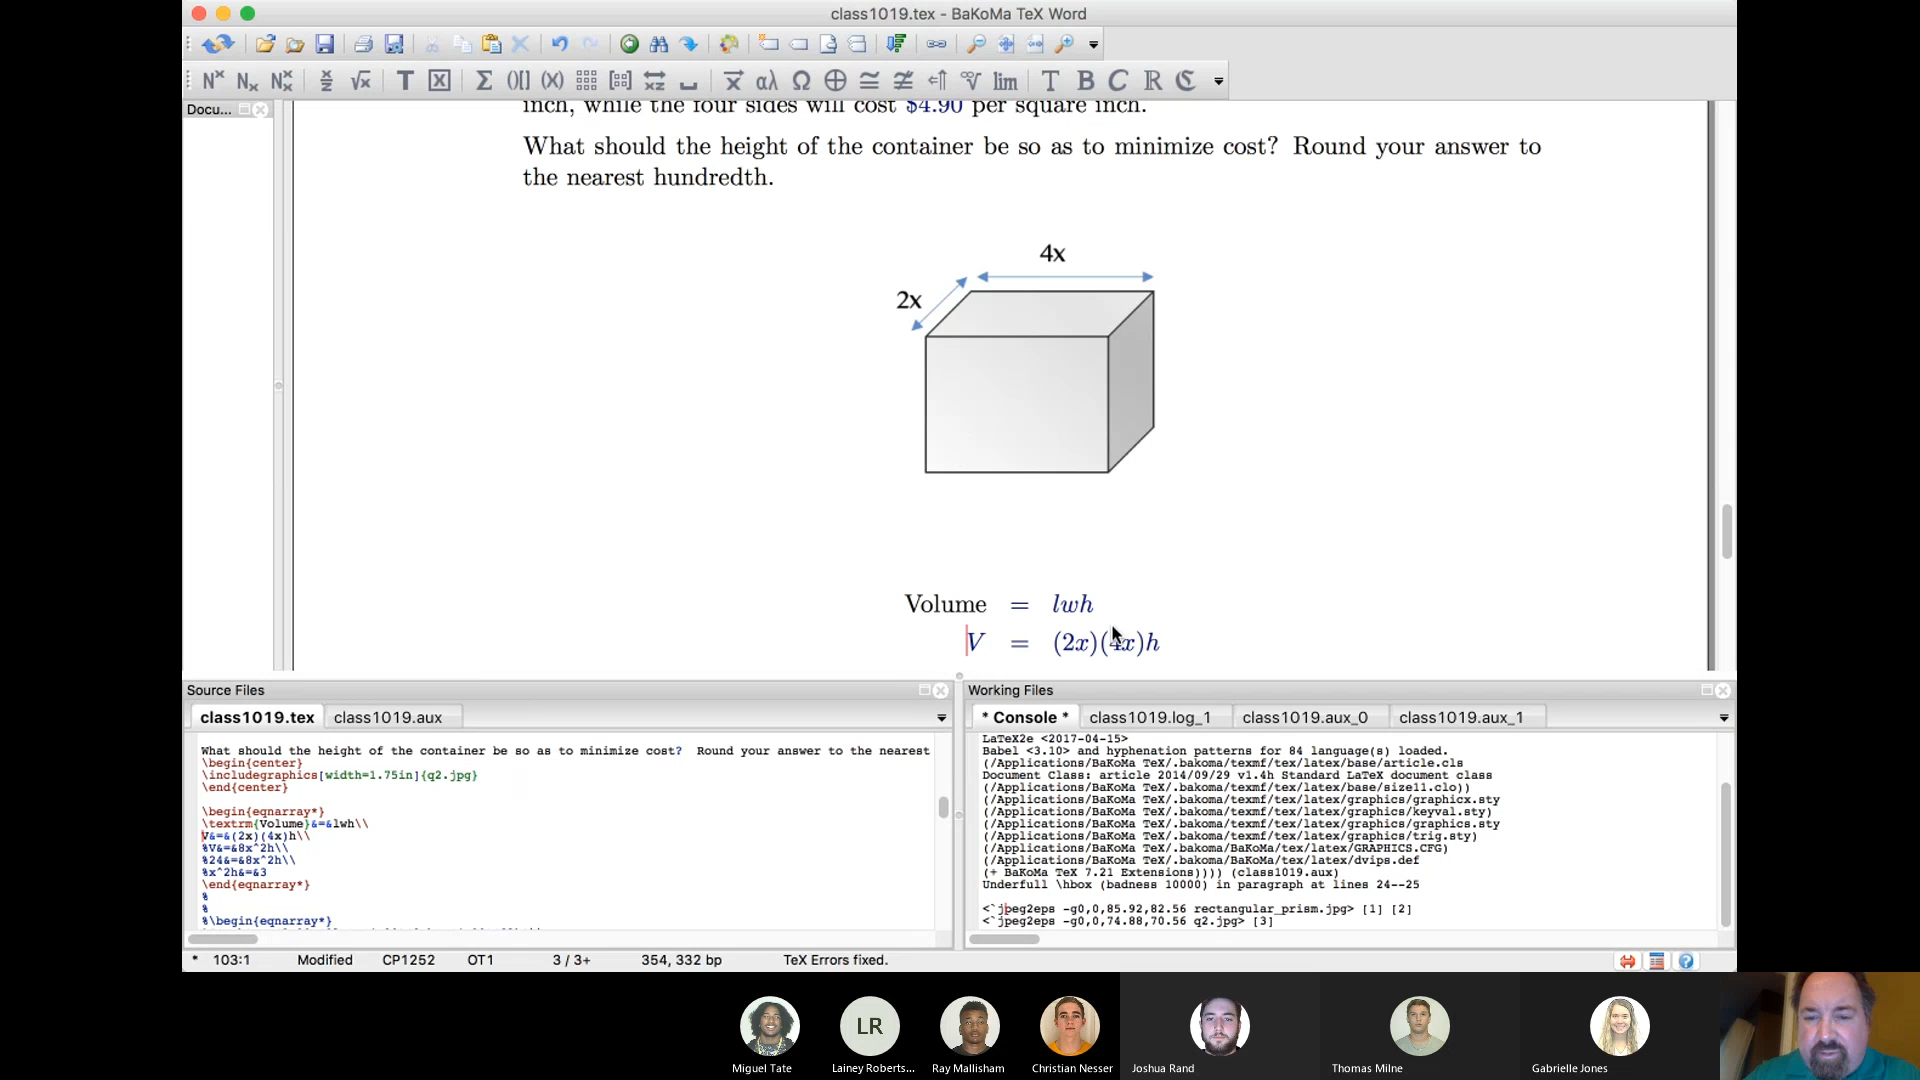 class1019.tex - BaKoMa TeX Word
Docu...
inch, while the four sides will cost $4.90 per square inch.
What should the height of the container be so as to minimize cost? Round your answer to
the nearest hundredth.
4x
2x
Volume = lwh
V = (2x)(4x)h
Source Files
class1019.tex class1019.aux
What should the height of the container be so as to minimize cost?  Round your answer to the nearest
\begin{center}
\includegraphics[width=1.75in]{q2.jpg}
\end{center}
\begin{eqnarray*}
\textrm{Volume}&=&lwh\\
V&=&(2x)(4x)h\\
%V&=&8x^2h\\
%24&=&8x^2h\\
%x^2h&=&3
\end{eqnarray*}
%
%
%\begin{eqnarray*}
Working Files
* Console * class1019.log_1 class1019.aux_0 class1019.aux_1
LaTeX2e <2017-04-15>
Babel <3.10> and hyphenation patterns for 84 language(s) loaded.
(/Applications/BaKoMa TeX/.bakoma/texmf/tex/latex/base/article.cls
Document Class: article 2014/09/29 v1.4h Standard LaTeX document class
(/Applications/BaKoMa TeX/.bakoma/texmf/tex/latex/base/size11.clo))
(/Applications/BaKoMa TeX/.bakoma/texmf/tex/latex/graphics/graphicx.sty
(/Applications/BaKoMa TeX/.bakoma/texmf/tex/latex/graphics/keyval.sty)
(/Applications/BaKoMa TeX/.bakoma/texmf/tex/latex/graphics/graphics.sty
(/Applications/BaKoMa TeX/.bakoma/texmf/tex/latex/graphics/trig.sty)
(/Applications/BaKoMa TeX/.bakoma/BaKoMa/tex/latex/GRAPHICS.CFG)
(/Applications/BaKoMa TeX/.bakoma/BaKoMa/tex/latex/dvips.def
(+ BaKoMa TeX 7.21 Extensions)))) (class1019.aux)
Underfull \hbox (badness 10000) in paragraph at lines 24--25
<`jpeg2eps -g0,0,85.92,82.56 rectangular_prism.jpg> [1] [2]
<`jpeg2eps -g0,0,74.88,70.56 q2.jpg> [3]
* 103:1 Modified CP1252 OT1 3 / 3+ 354, 332 bp TeX Errors fixed.
LR
Miguel Tate Lainey Roberts... Ray Mallisham Christian Nesser Joshua Rand Thomas Milne Gabrielle Jones